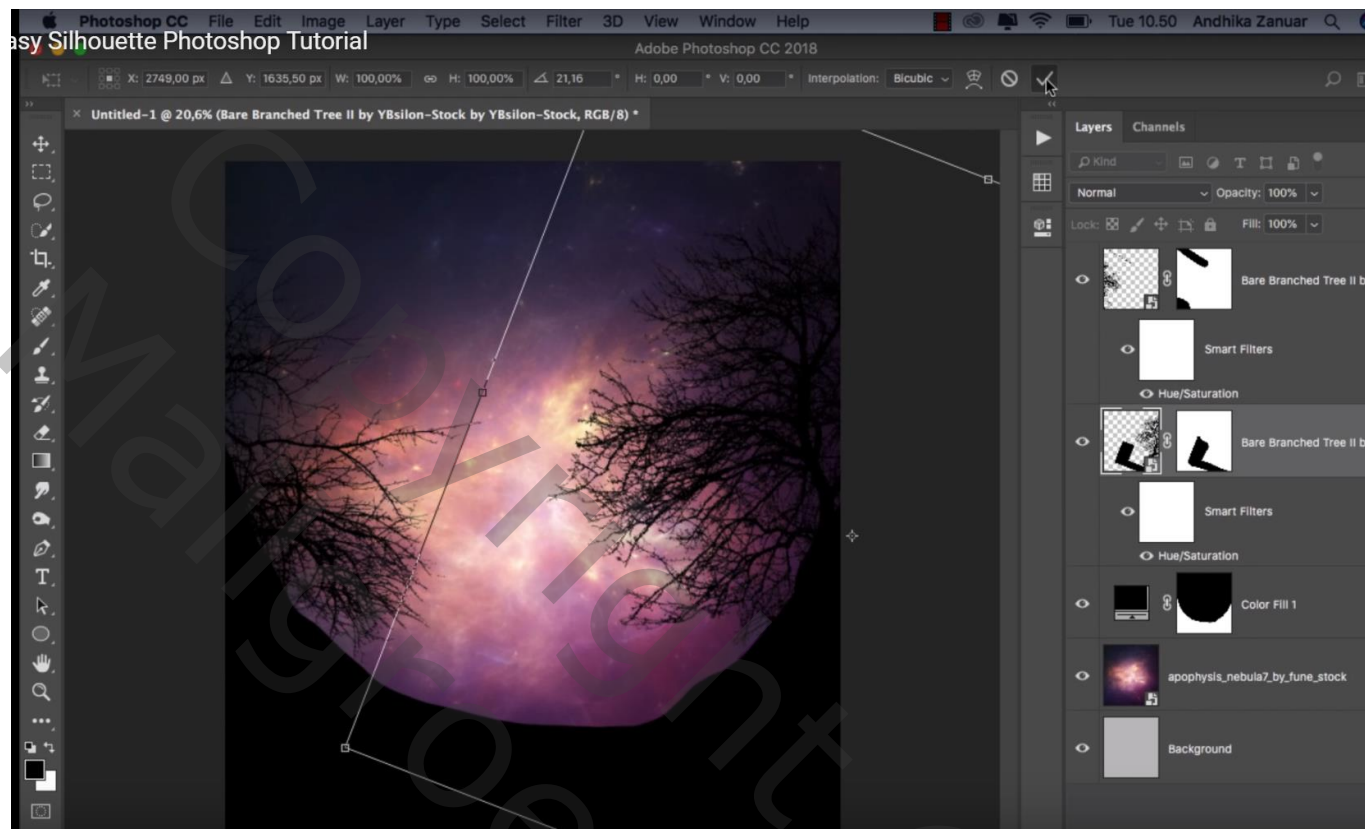 Photoshop CC File Edit Image Layer Type Select Filter 3D View Window Help Tue 10.50 Andhika Zanuar
asy Silhouette Photoshop Tutorial
Adobe Photoshop CC 2018
X: 2749,00 px Y: 1635,50 px W: 100,00% H: 100,00% 21,16 ° H: 0,00 ° V: 0,00 ° Interpolation: Bicubic
Untitled-1 @ 20,6% (Bare Branched Tree II by YBsilon-Stock by YBsilon-Stock, RGB/8) *
Layers Channels
Kind
Normal Opacity: 100%
Lock: Fill: 100%
Bare Branched Tree II b
Smart Filters
Hue/Saturation
Bare Branched Tree II b
Smart Filters
Hue/Saturation
Color Fill 1
apophysis_nebula7_by_fune_stock
Background
Copyright